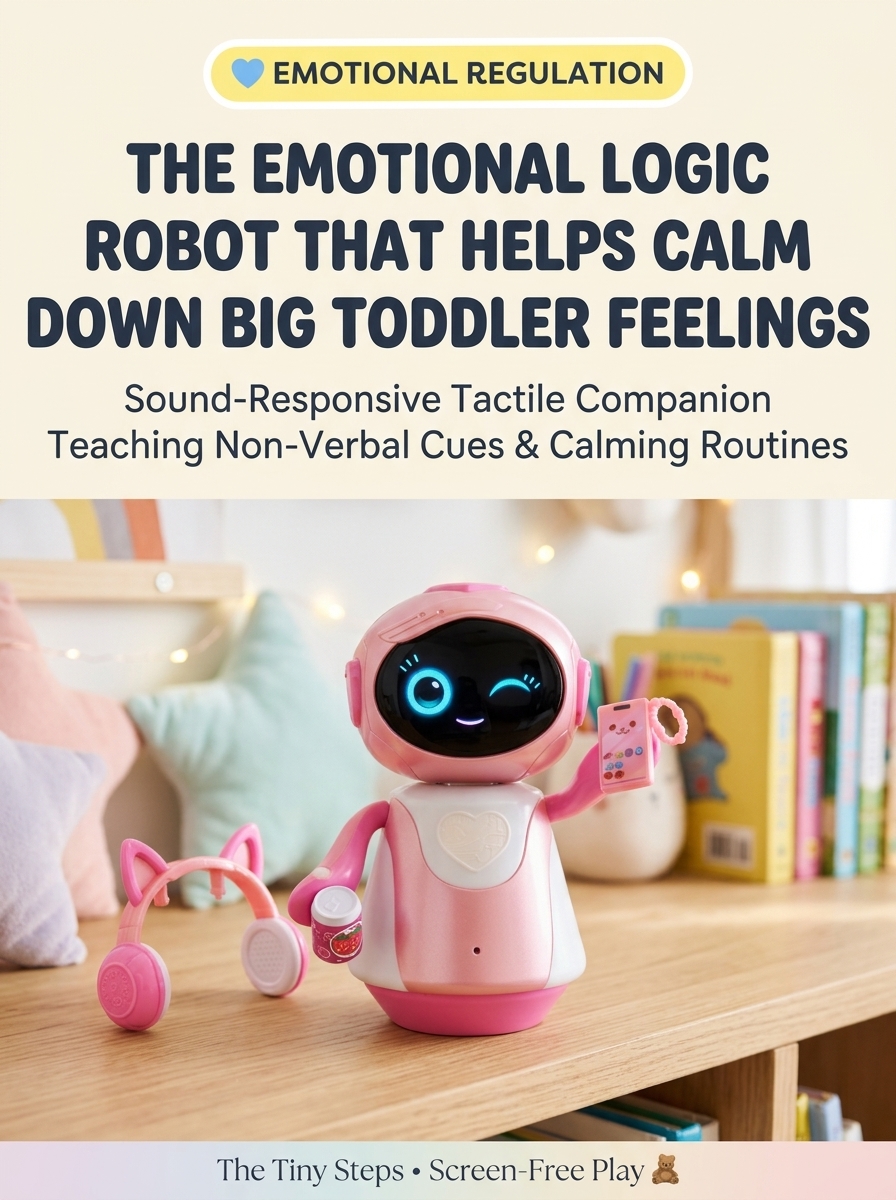 💙 EMOTIONAL REGULATION
THE EMOTIONAL LOGIC
ROBOT THAT HELPS CALM
DOWN BIG TODDLER FEELINGS
Sound-Responsive Tactile Companion
Teaching Non-Verbal Cues & Calming Routines
The Tiny Steps • Screen-Free Play 🧸